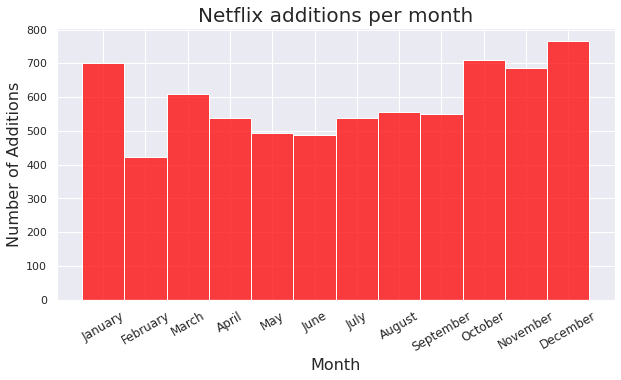 Netflix additions per month
Number of Additions
800
700
600
500
400
300
200
100
0
January
February
March
April
May
June
July
August
September
October
November
December
Month